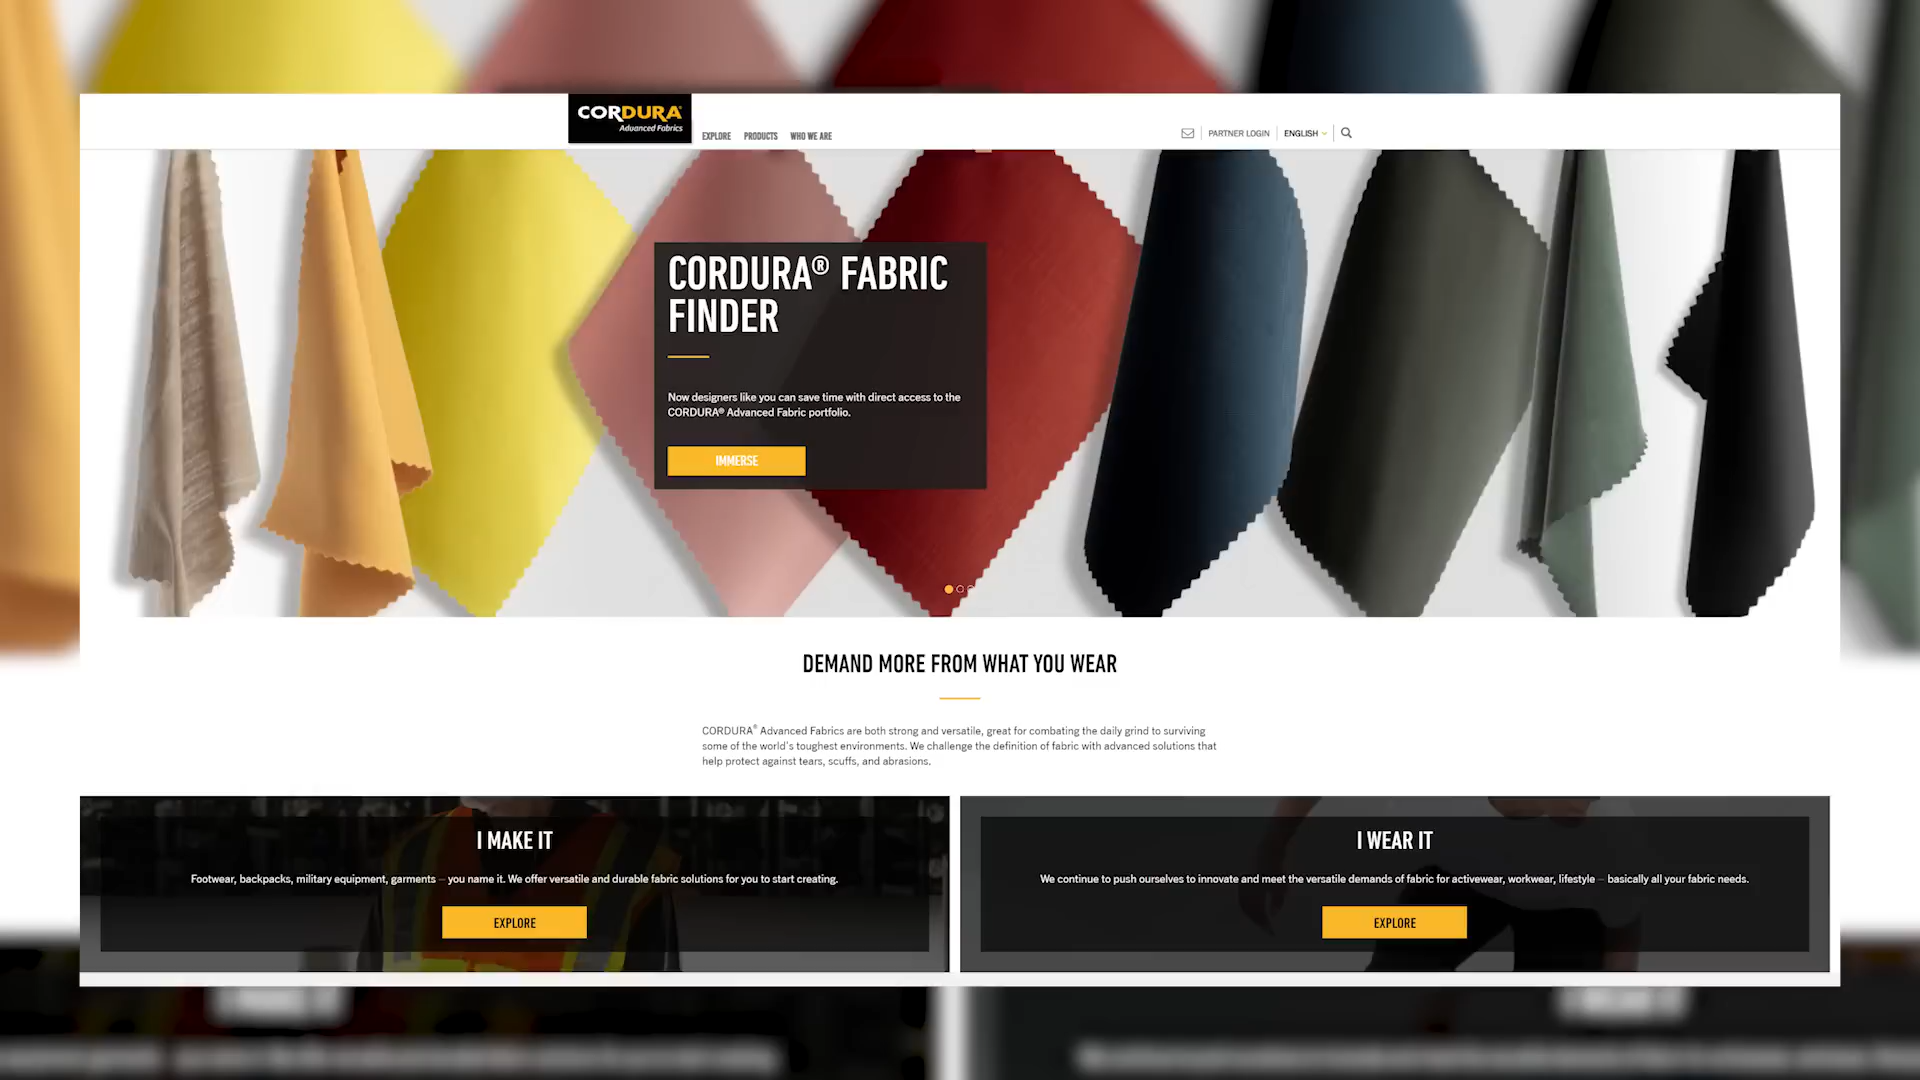 CORDURA®
Advanced Fabrics
EXPLORE PRODUCTS WHO WE ARE
PARTNER LOGIN ENGLISH
CORDURA® FABRIC
FINDER
Now designers like you can save time with direct access to the
CORDURA® Advanced Fabric portfolio.
IMMERSE
DEMAND MORE FROM WHAT YOU WEAR
CORDURA® Advanced Fabrics are both strong and versatile, great for combating the daily grind to surviving
some of the world's toughest environments. We challenge the definition of fabric with advanced solutions that
help protect against tears, scuffs, and abrasions.
I MAKE IT
Footwear, backpacks, military equipment, garments – you name it. We offer versatile and durable fabric solutions for you to start creating.
EXPLORE
I WEAR IT
We continue to push ourselves to innovate and meet the versatile demands of fabric for activewear, workwear, lifestyle – basically all your fabric needs.
EXPLORE